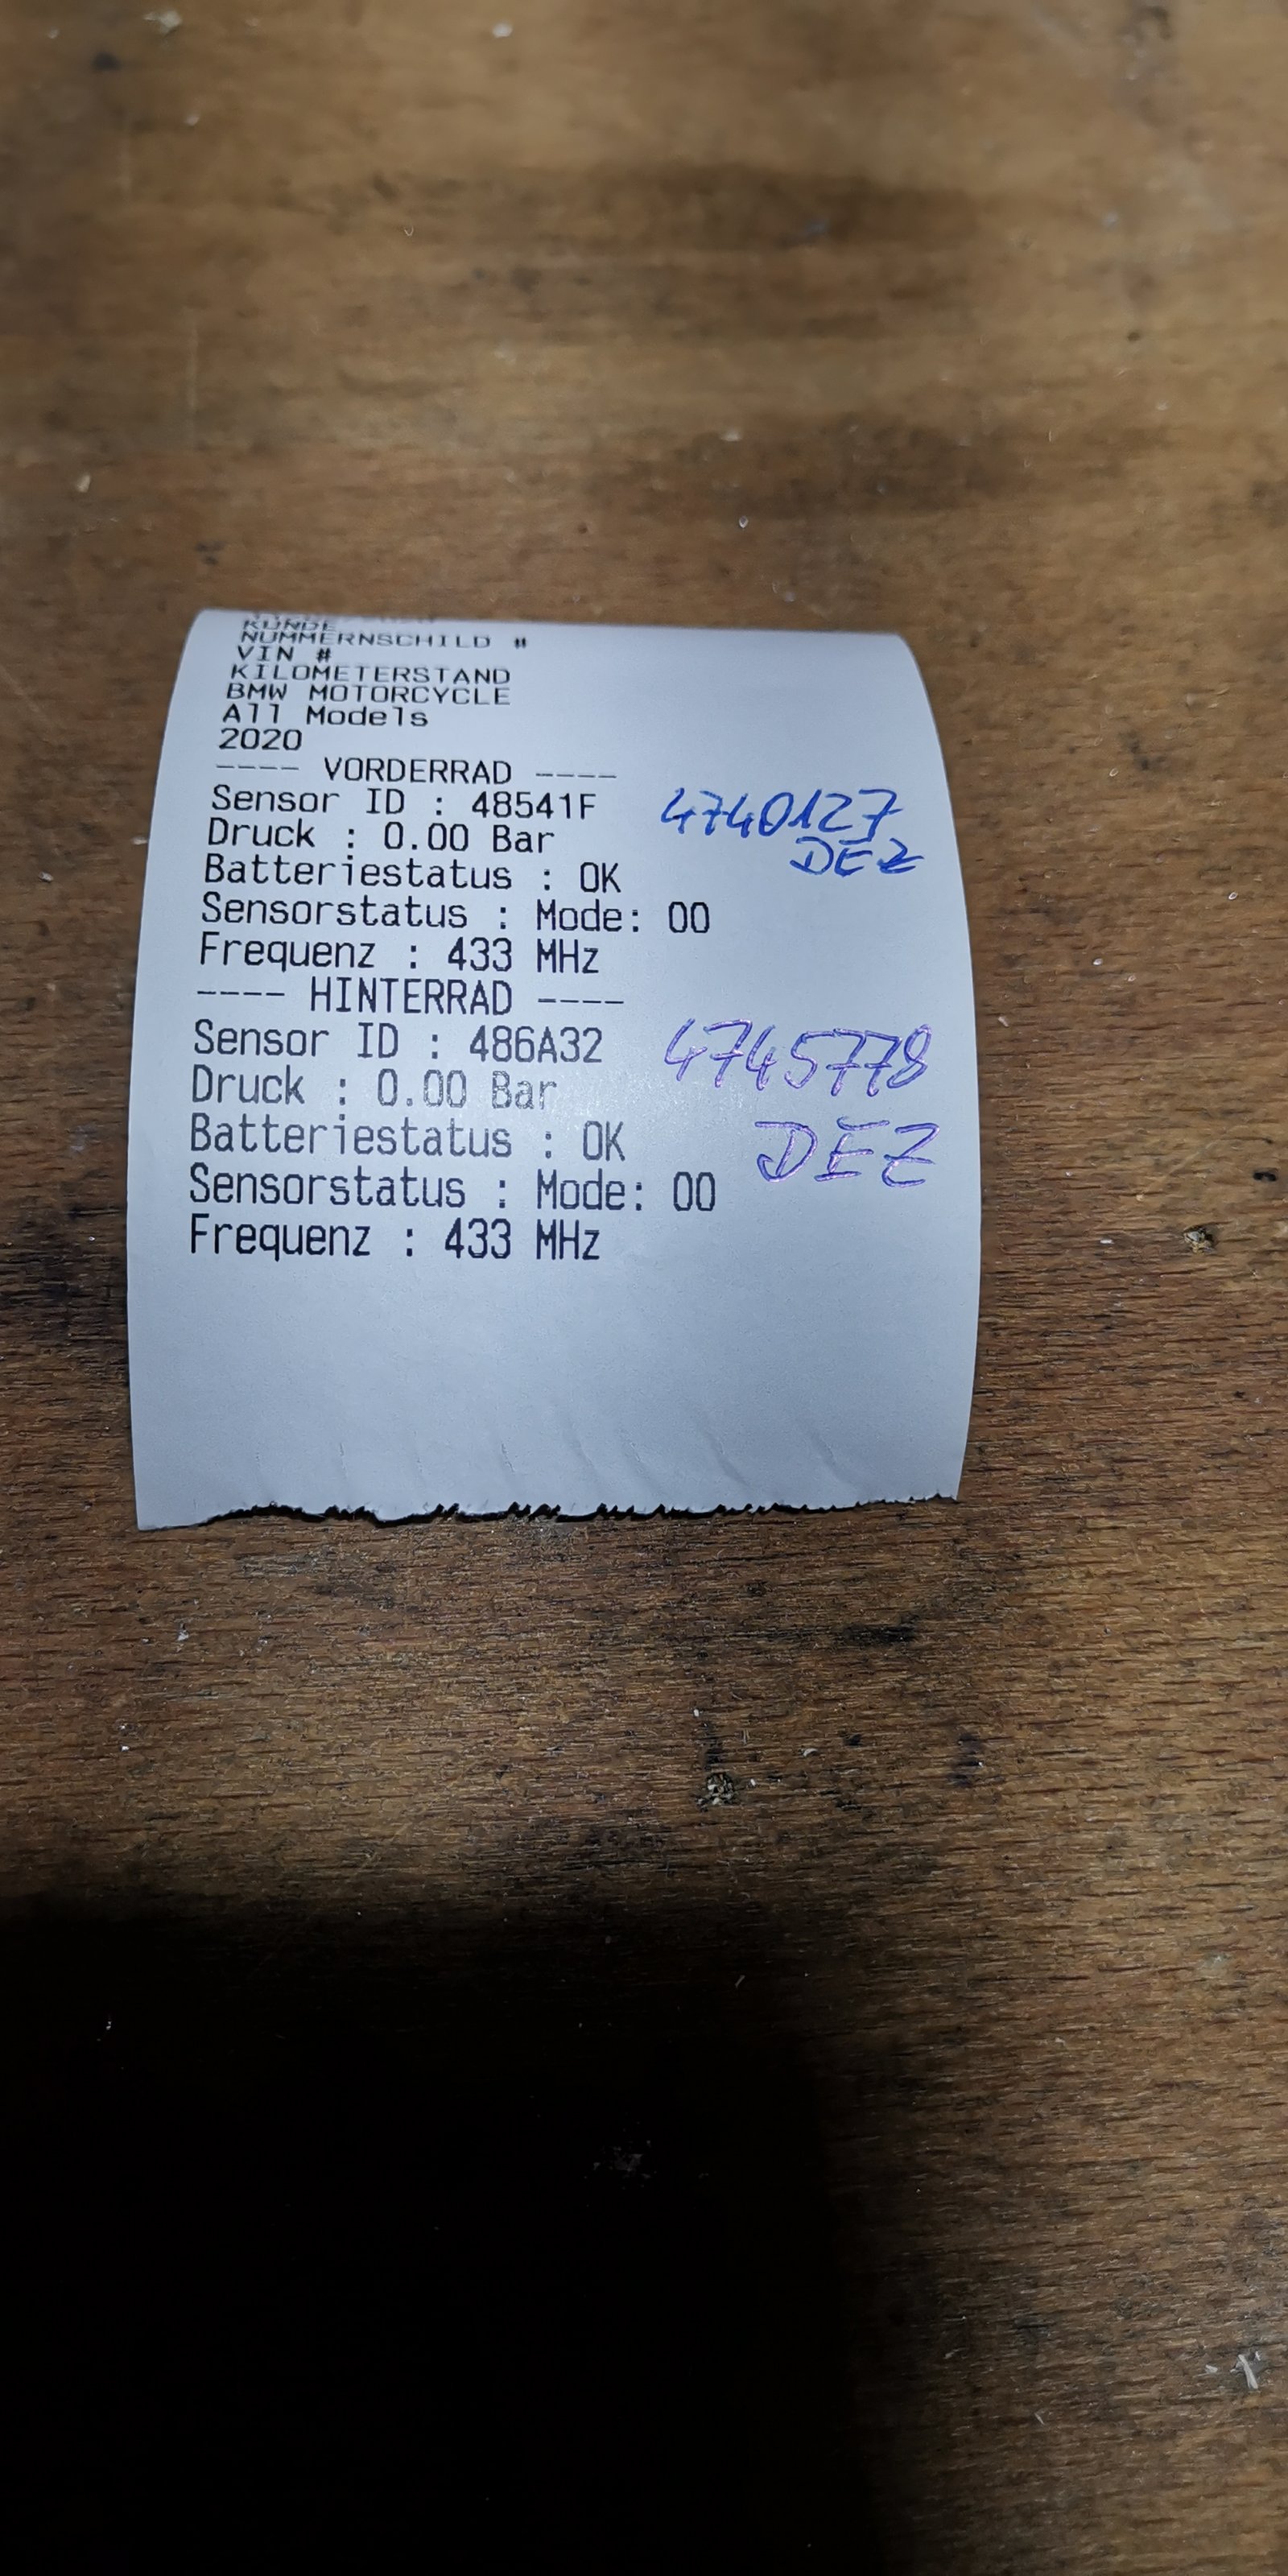 KUNDE
NUMMERNSCHILD #
VIN #
KILOMETERSTAND
BMW MOTORCYCLE
All Models
2020
---- VORDERRAD ----
Sensor ID : 48541F 4740127
Druck : 0.00 Bar DEZ
Batteriestatus : OK
Sensorstatus : Mode: 00
Frequenz : 433 MHz
---- HINTERRAD ----
Sensor ID : 486A32 4745778
Druck : 0.00 Bar
Batteriestatus : OK DEZ
Sensorstatus : Mode: 00
Frequenz : 433 MHz